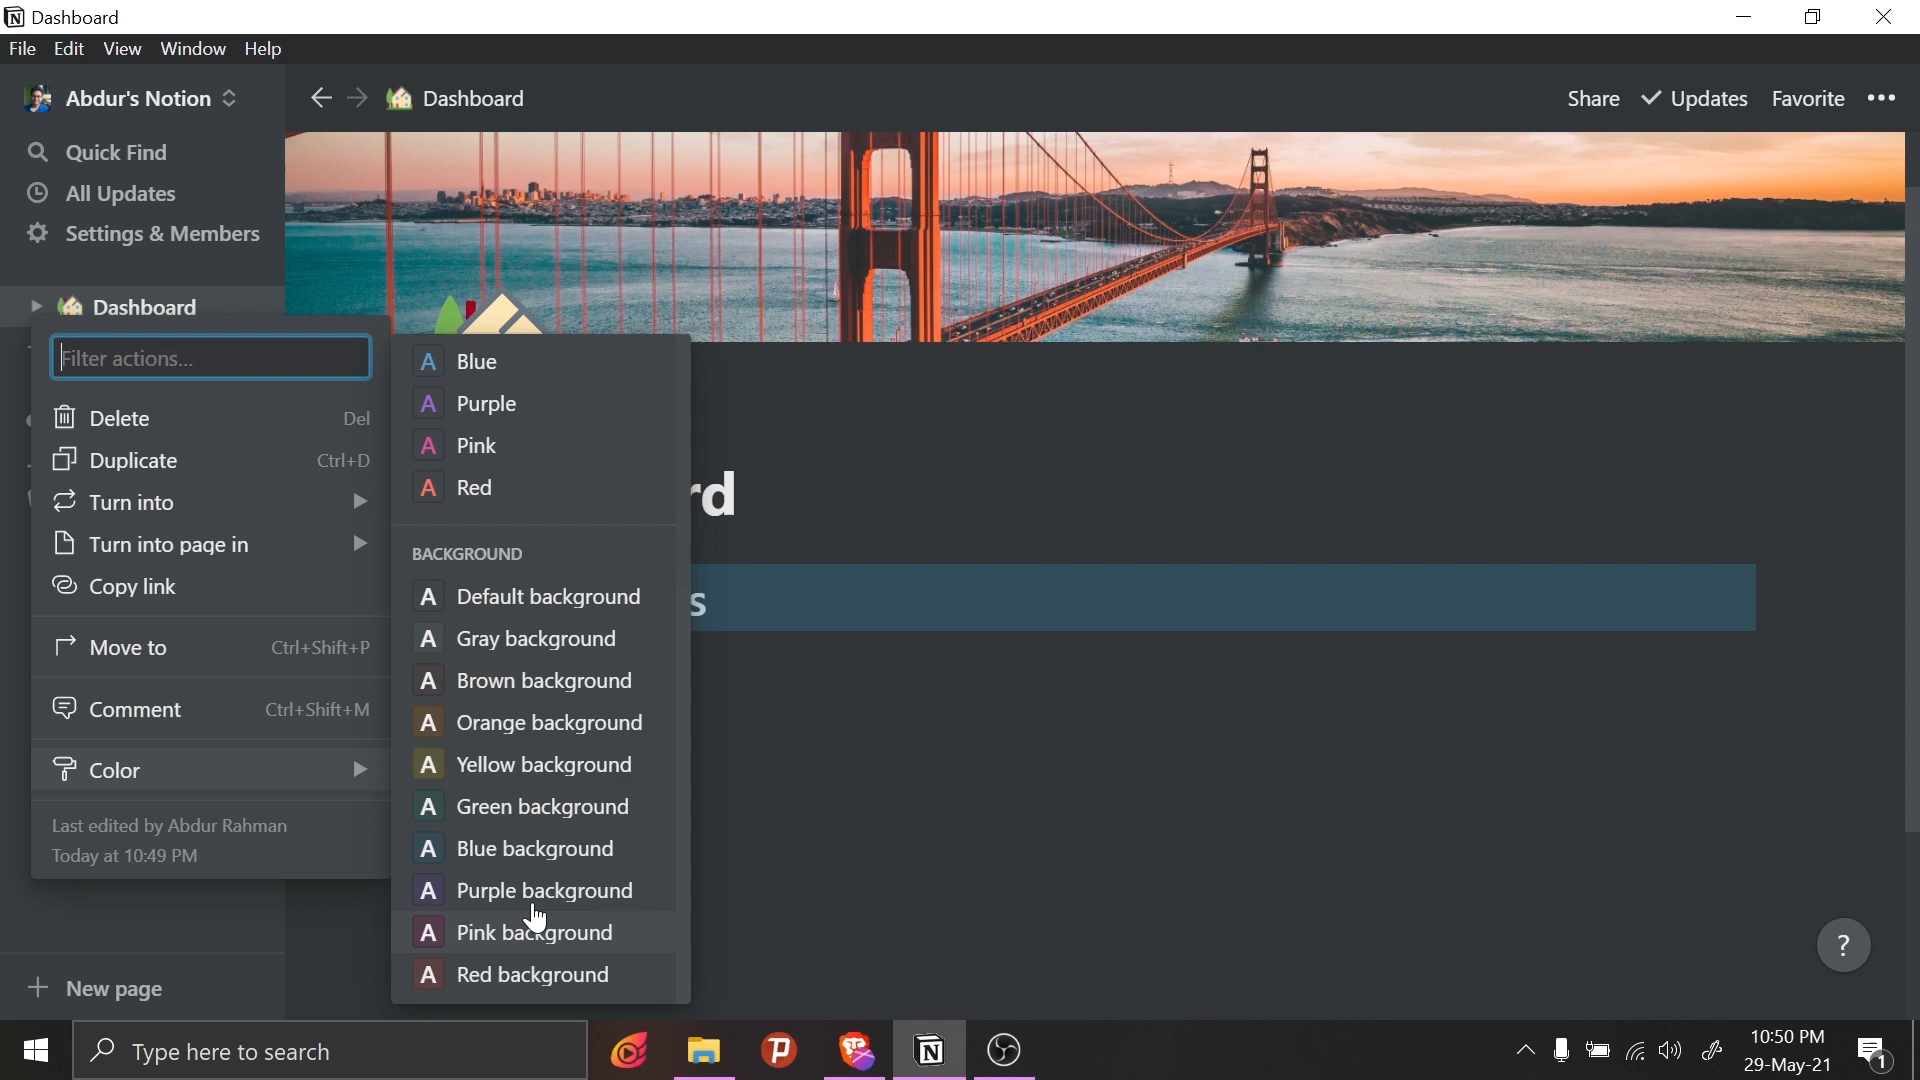 Dashboard
File Edit View Window Help
Abdur's Notion
Dashboard
Share Updates Favorite •••
Quick Find
All Updates
Settings & Members
Dashboard
Filter actions...
Delete Del
Duplicate Ctrl+D
Turn into
Turn into page in
Copy link
Move to Ctrl+Shift+P
Comment Ctrl+Shift+M
Color
Last edited by Abdur Rahman
Today at 10:49 PM
A Blue
A Purple
A Pink
A Red
BACKGROUND
A Default background
A Gray background
A Brown background
A Orange background
A Yellow background
A Green background
A Blue background
A Purple background
A Pink background
A Red background
rd
s
?
+ New page
Type here to search
10:50 PM
29-May-21
1